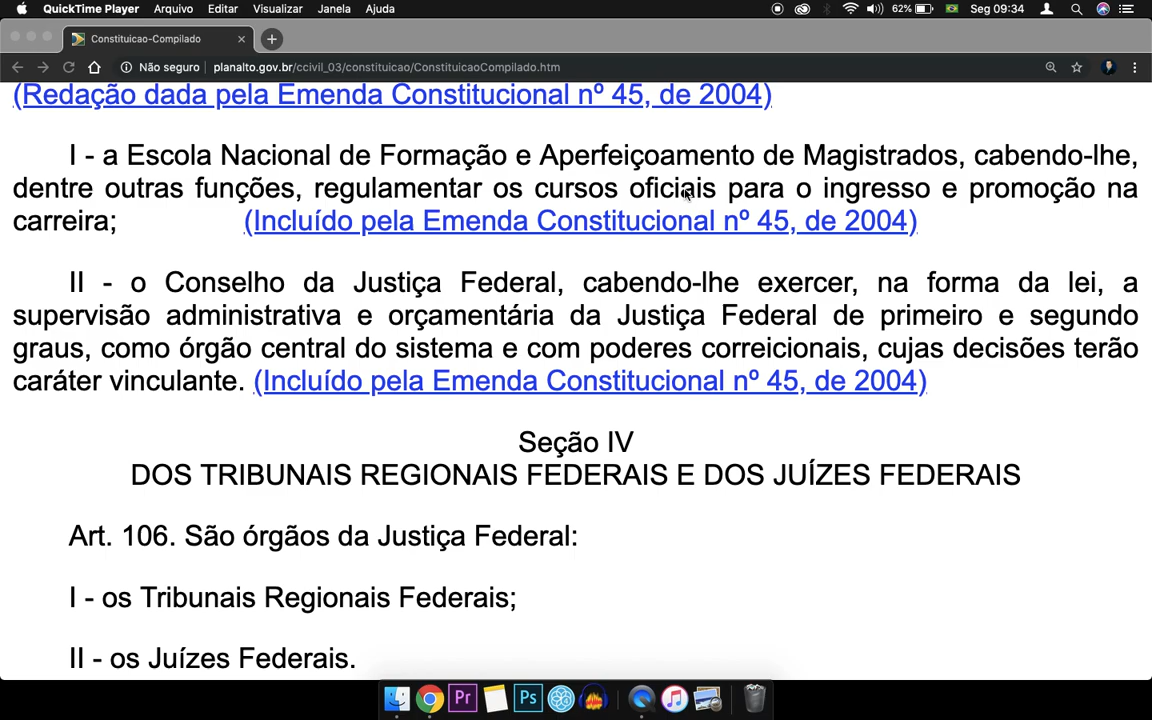 QuickTime Player Arquivo Editar Visualizar Janela Ajuda 62% Seg 09:34
Constituicao-Compilado
Não seguro planalto.gov.br/ccivil_03/constituicao/ConstituicaoCompilado.htm
(Redação dada pela Emenda Constitucional nº 45, de 2004)
I - a Escola Nacional de Formação e Aperfeiçoamento de Magistrados, cabendo-lhe,
dentre outras funções, regulamentar os cursos oficiais para o ingresso e promoção na
carreira; (Incluído pela Emenda Constitucional nº 45, de 2004)
II - o Conselho da Justiça Federal, cabendo-lhe exercer, na forma da lei, a
supervisão administrativa e orçamentária da Justiça Federal de primeiro e segundo
graus, como órgão central do sistema e com poderes correicionais, cujas decisões terão
caráter vinculante. (Incluído pela Emenda Constitucional nº 45, de 2004)
Seção IV
DOS TRIBUNAIS REGIONAIS FEDERAIS E DOS JUÍZES FEDERAIS
Art. 106. São órgãos da Justiça Federal:
I - os Tribunais Regionais Federais;
II - os Juízes Federais.
Pr Ps